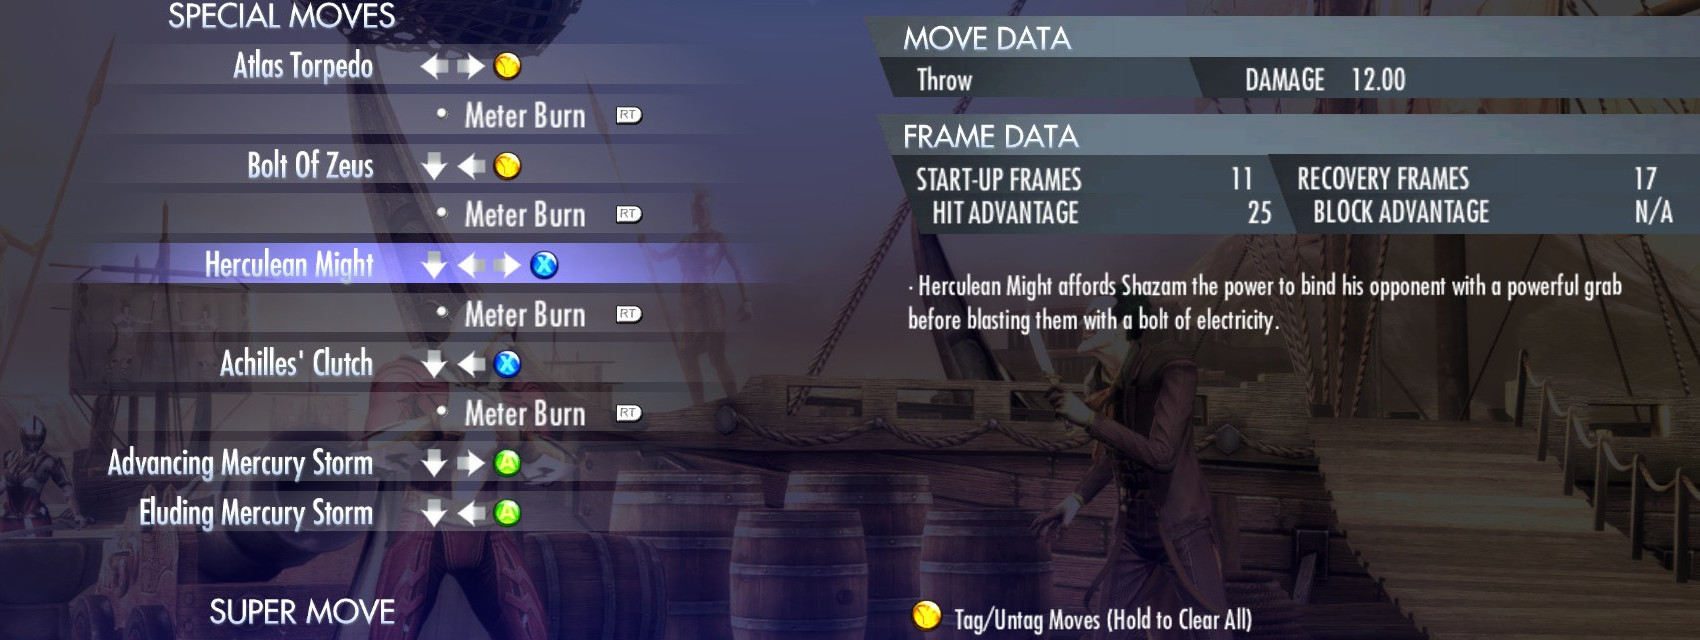 SPECIAL MOVES
Atlas Torpedo Y
• Meter Burn RT
Bolt Of Zeus Y
• Meter Burn RT
Herculean Might X
• Meter Burn RT
Achilles' Clutch X
• Meter Burn RT
Advancing Mercury Storm A
Eluding Mercury Storm A
SUPER MOVE
MOVE DATA
Throw DAMAGE 12.00
FRAME DATA
START-UP FRAMES 11 RECOVERY FRAMES 17
HIT ADVANTAGE 25 BLOCK ADVANTAGE N/A
· Herculean Might affords Shazam the power to bind his opponent with a powerful grab
before blasting them with a bolt of electricity.
Y Tag/Untag Moves (Hold to Clear All)